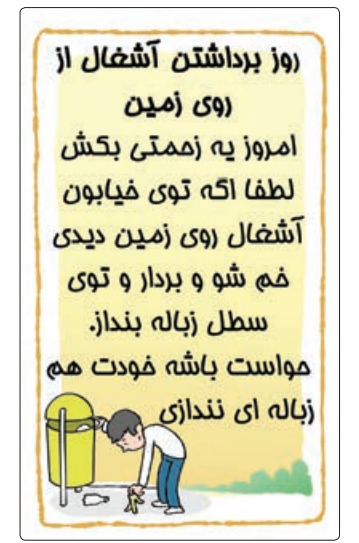 روز برداشتن آشغال از
روی زمین
امروز یه زحمتی بکش
لطفا اگه توی خیابون
آشغال روی زمین دیدی
خم شو و بردار و توی
سطل زباله بنداز.
حواست باشه خودت هم
زباله ای نندازی